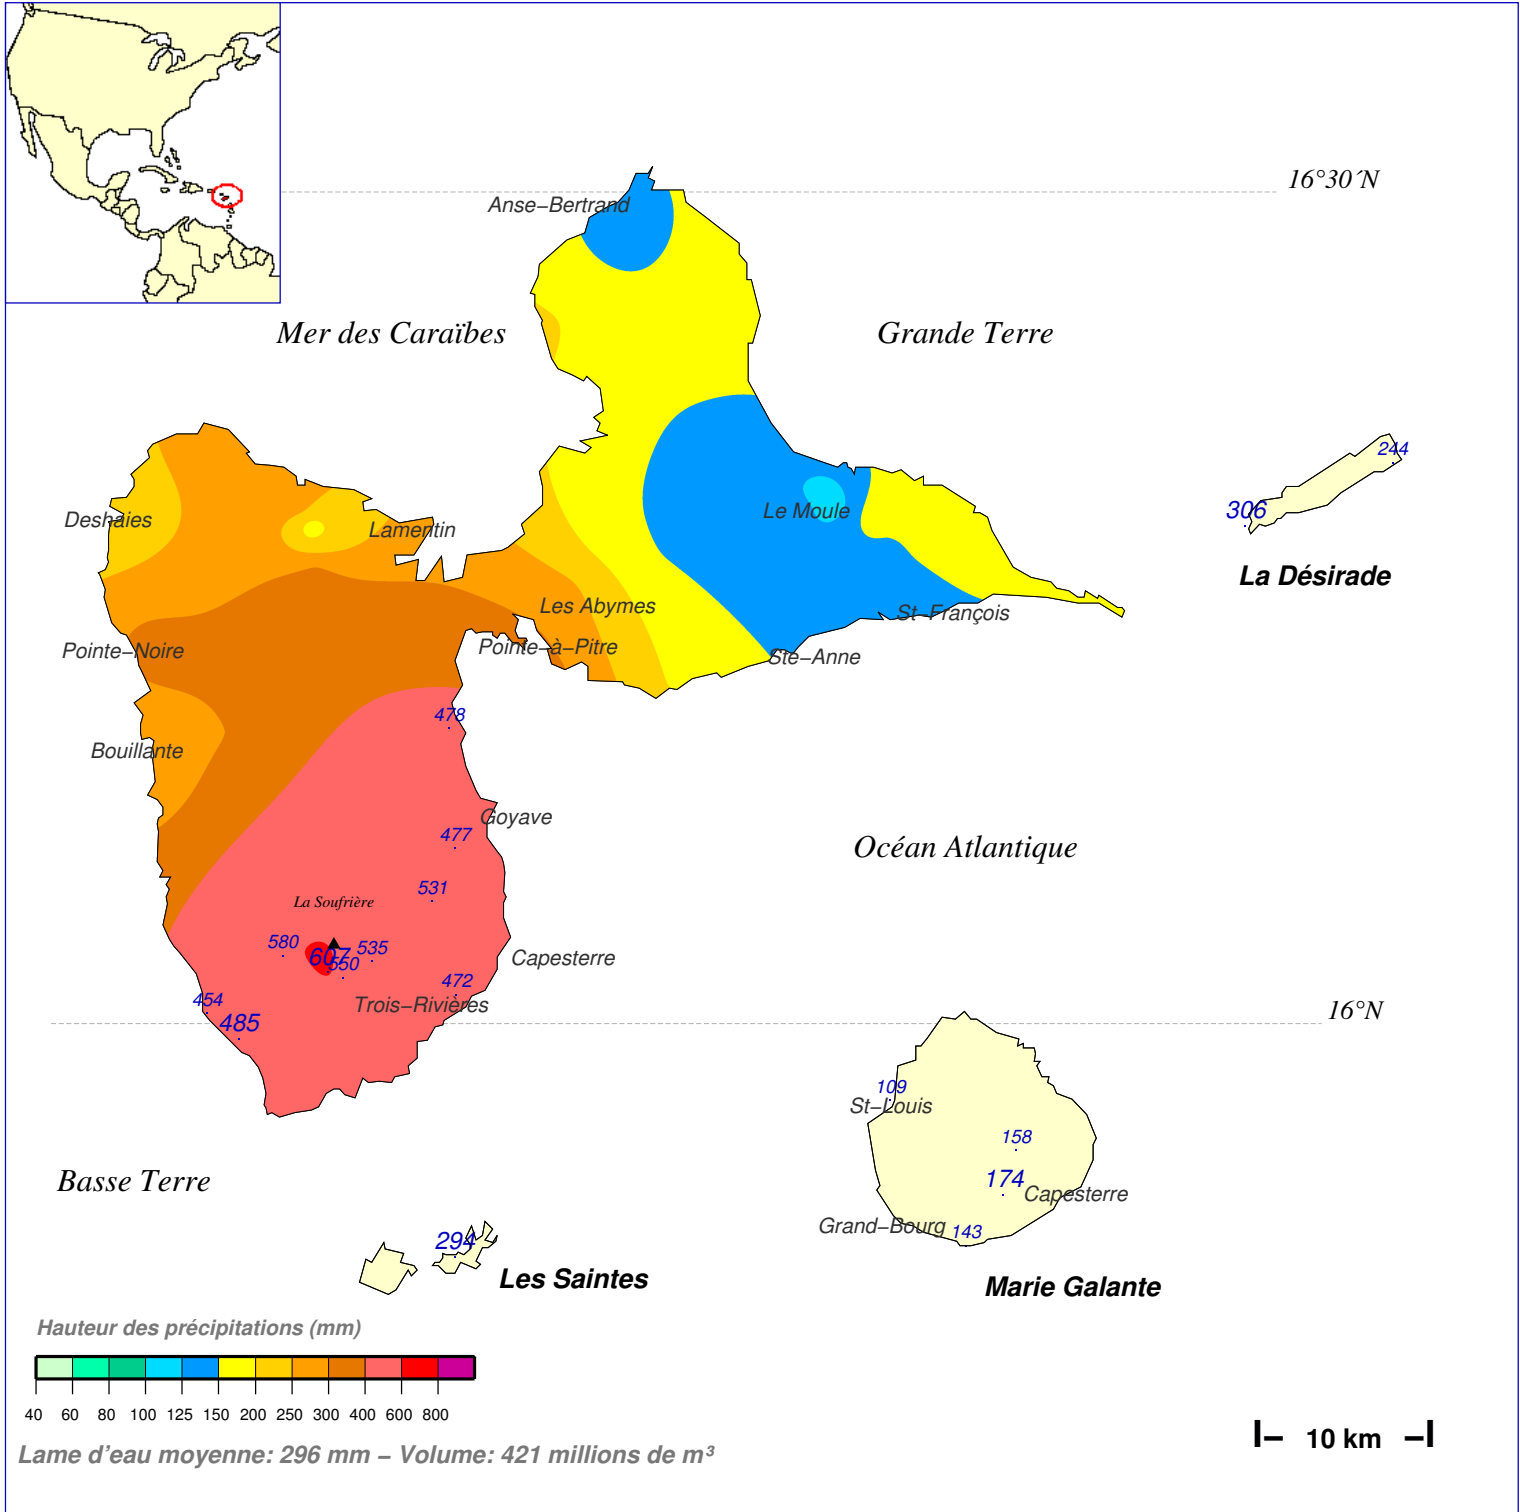 16°30´N
Anse−Bertrand
Mer des Caraïbes
Grande Terre
244
Deshaies
Lamentin
Le Moule
306
La Désirade
Les Abymes
St−François
Pointe−Noire
Pointe−à−Pitre
Ste−Anne
478
Bouillante
Goyave
477
Océan Atlantique
531
La Soufrière
580
607
535
550
Capesterre
472
454
Trois−Rivières
485
16°N
109
St−Louis
158
174
Capesterre
Basse Terre
Grand−Bourg
143
294
Les Saintes
Marie Galante
Hauteur des précipitations (mm)
40 60 80 100 125 150 200 250 300 400 600 800
10 km
Lame d'eau moyenne: 296 mm − Volume: 421 millions de m³